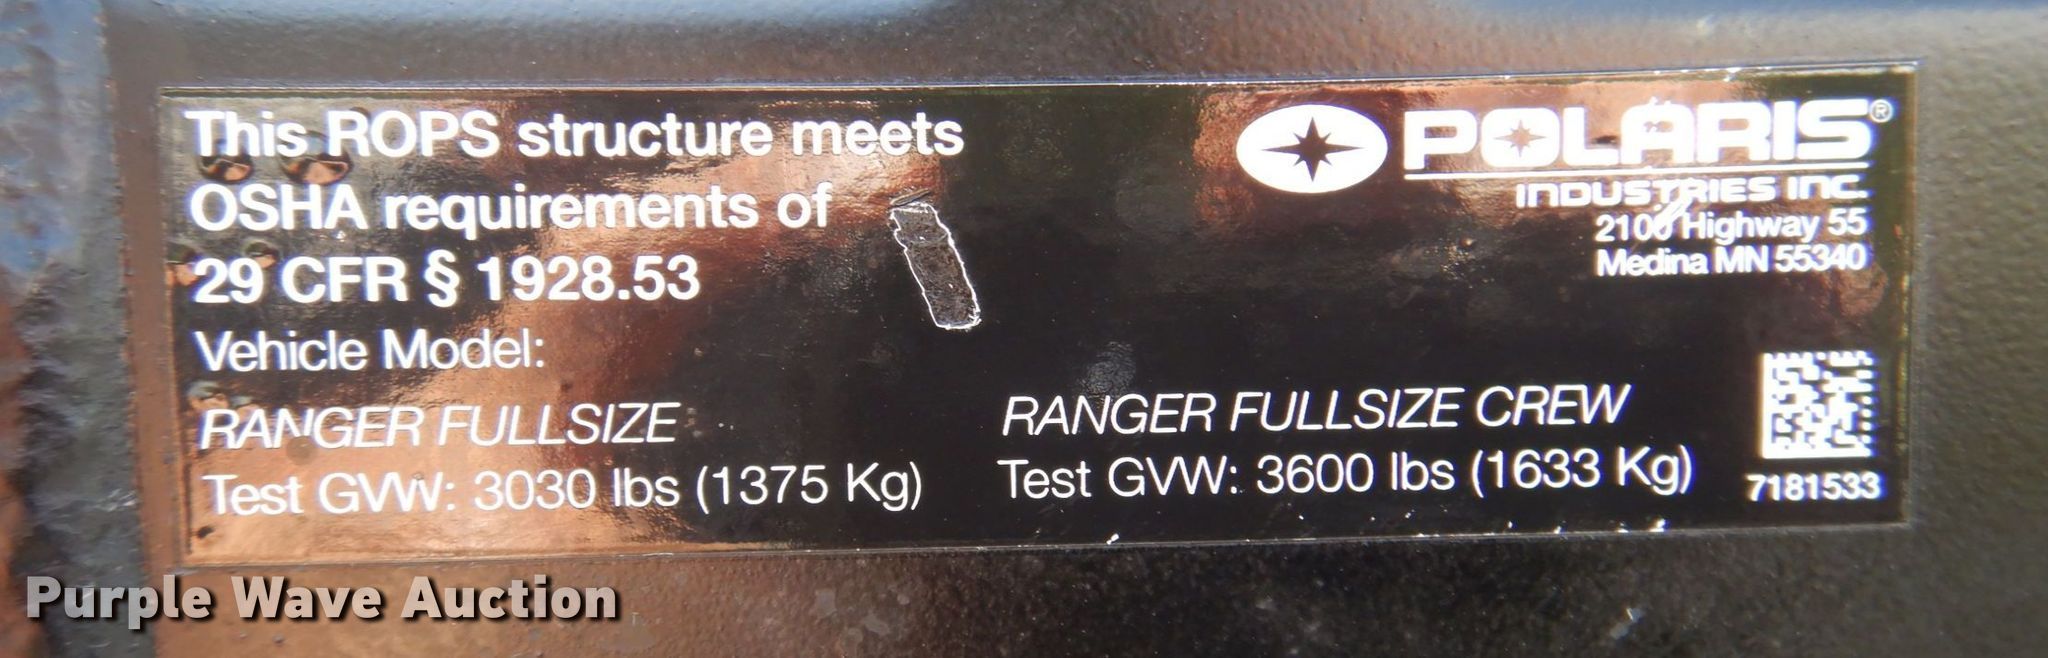 This ROPS structure meets
OSHA requirements of
29 CFR § 1928.53
Vehicle Model:
RANGER FULLSIZE
Test GVW: 3030 lbs (1375 Kg)
RANGER FULLSIZE CREW
Test GVW: 3600 lbs (1633 Kg)
POLARIS®
INDUSTRIES INC.
2100 Highway 55
Medina MN 55340
7181533
Purple Wave Auction